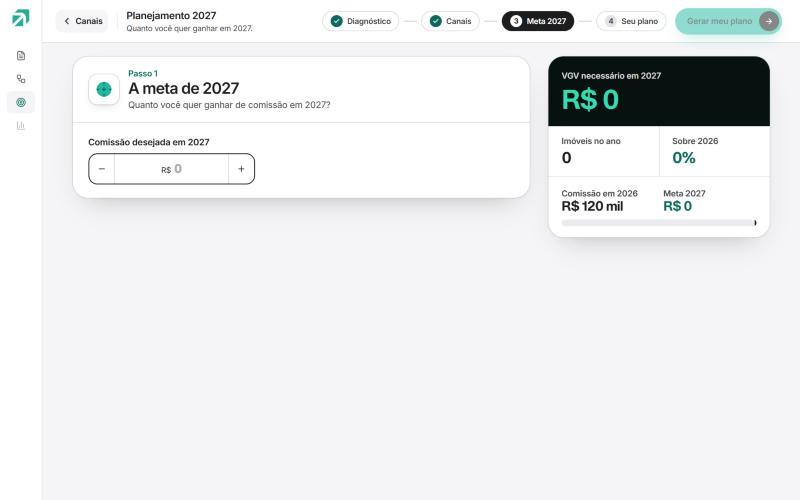 Canais
Planejamento 2027
Quanto você quer ganhar em 2027.
Diagnóstico
Canais
3 Meta 2027
4 Seu plano
Gerar meu plano
Passo 1
A meta de 2027
Quanto você quer ganhar de comissão em 2027?
Comissão desejada em 2027
− R$ 0 +
VGV necessário em 2027
R$ 0
Imóveis no ano
0
Sobre 2026
0%
Comissão em 2026
R$ 120 mil
Meta 2027
R$ 0